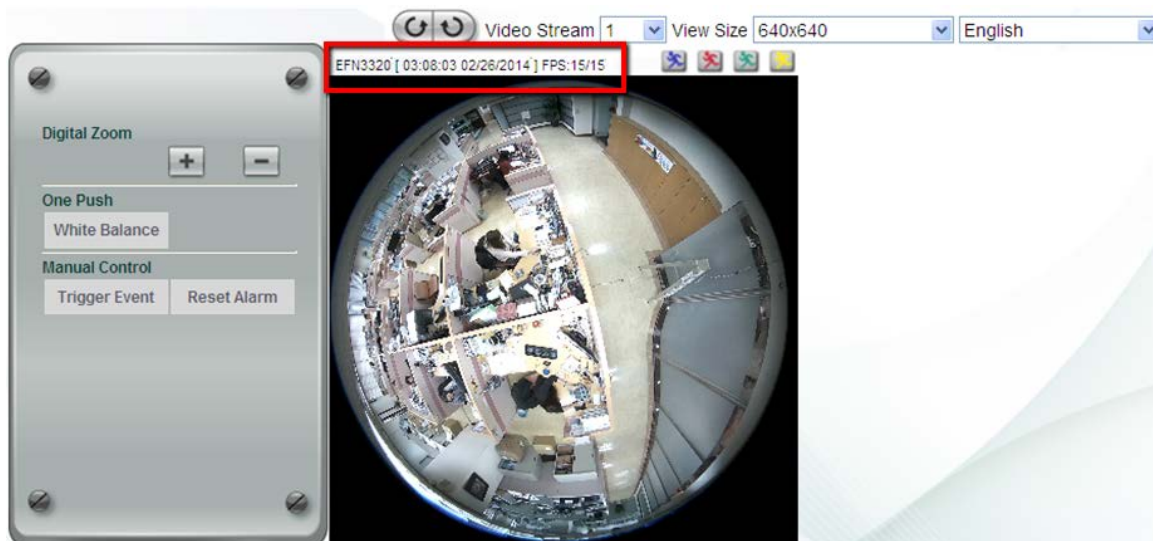 Video Stream 1 View Size 640x640 English
EFN3320 [ 03:08:03 02/26/2014 ] FPS:15/15
Digital Zoom
+ -
One Push
White Balance
Manual Control
Trigger Event Reset Alarm